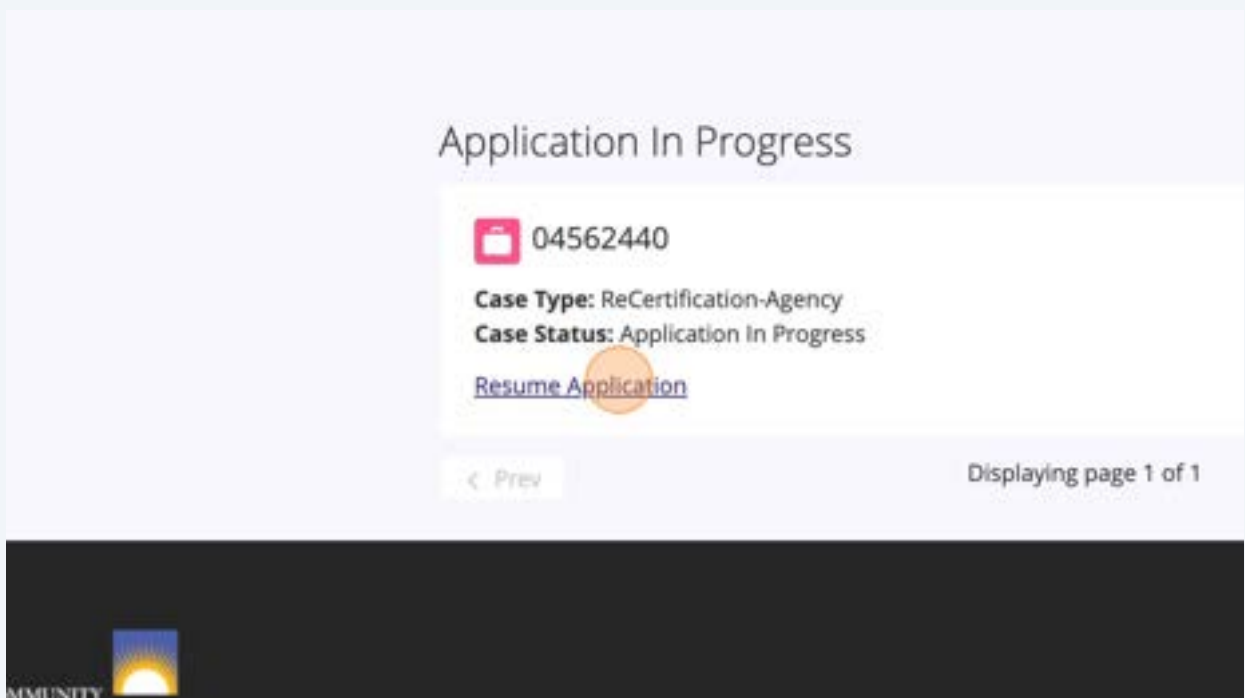 Application In Progress
04562440
Case Type: ReCertification-Agency
Case Status: Application In Progress
Resume Application
< Prev
Displaying page 1 of 1
MMUNITY